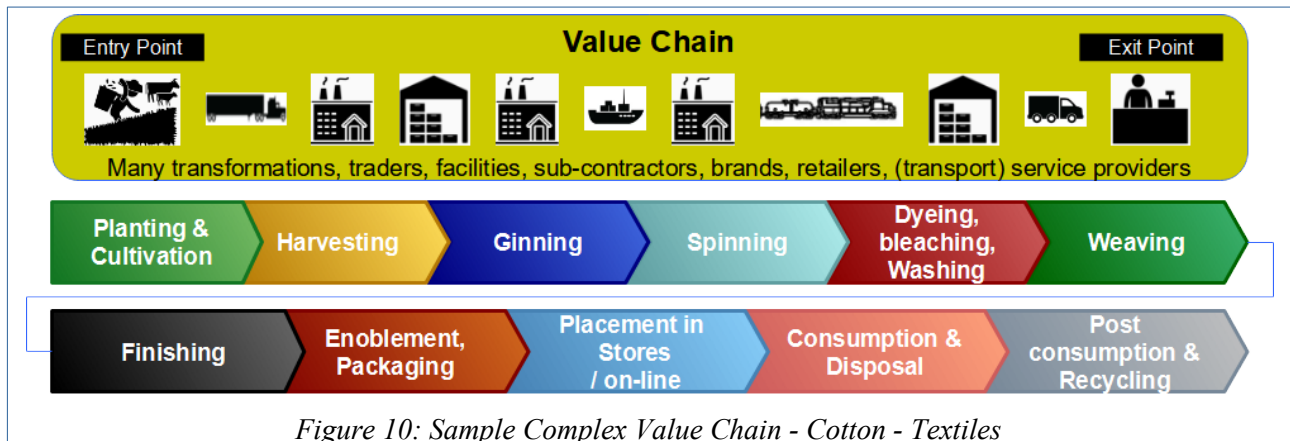 Value Chain
Entry Point
Exit Point
Many transformations, traders, facilities, sub-contractors, brands, retailers, (transport) service providers
Planting &
Cultivation
Harvesting
Ginning
Spinning
Dyeing,
bleaching,
Washing
Weaving
Finishing
Enoblement,
Packaging
Placement in
Stores
/ on-line
Consumption &
Disposal
Post
consumption &
Recycling
Figure 10: Sample Complex Value Chain - Cotton - Textiles